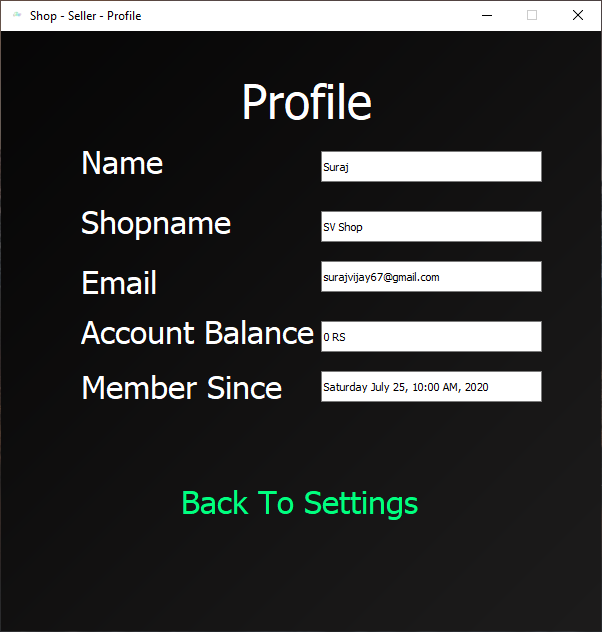 Shop - Seller - Profile
Profile
Name
Suraj
Shopname
SV Shop
Email
surajvijay67@gmail.com
Account Balance
0 RS
Member Since
Saturday July 25, 10:00 AM, 2020
Back To Settings